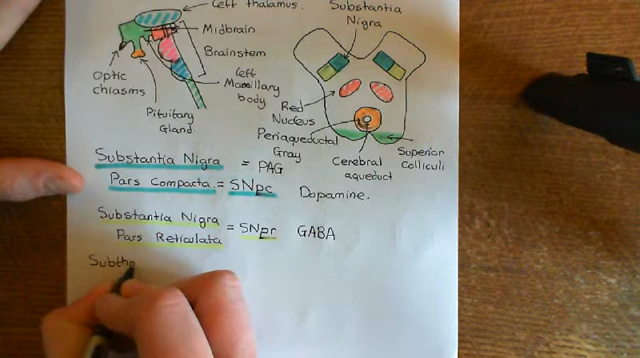 Left thalamus.
Midbrain
Brainstem
Left
Mamillary
body
Optic
chiasms
Pituitary
Gland
Substantia
Nigra
Red
Nucleus
Periaqueductal
Gray
Cerebral
aqueduct
Superior
Colliculi
Substantia Nigra = PAG
Pars Compacta = SNpc Dopamine.
Substantia Nigra
Pars Reticulata = SNpr GABA
Subthe